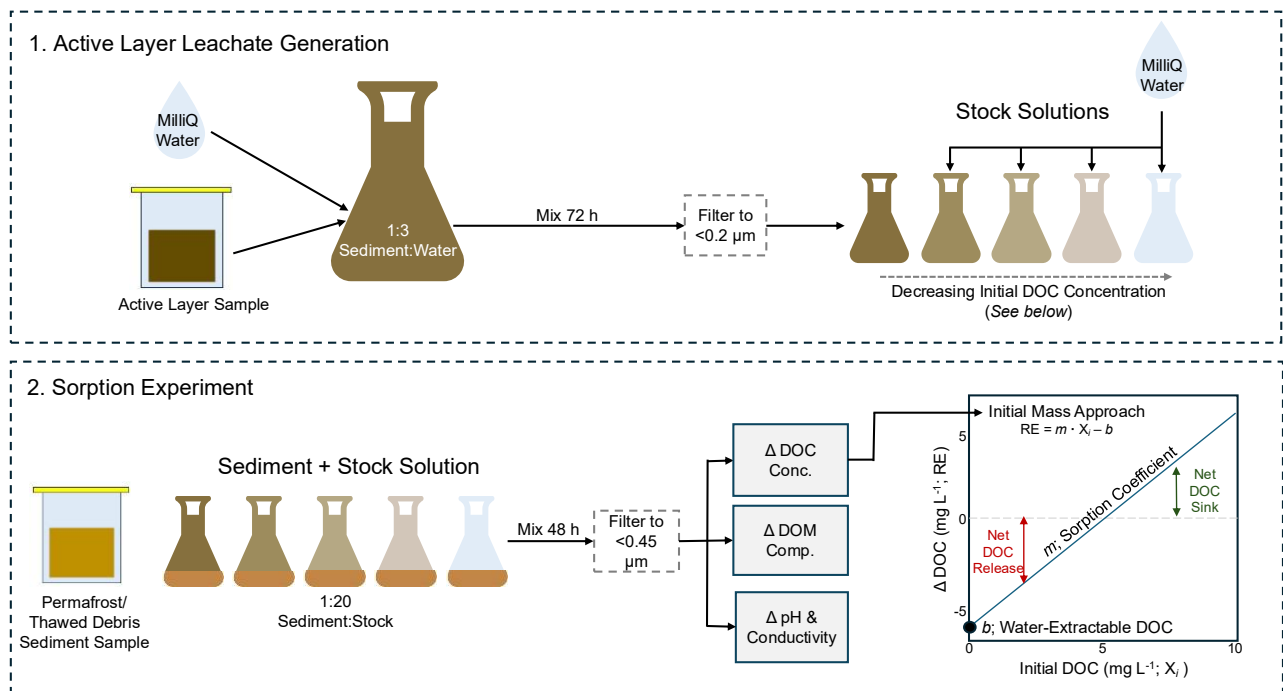 1. Active Layer Leachate Generation
MilliQ
Water
Active Layer Sample
1:3
Sediment:Water
Mix 72 h
Filter to
<0.2 µm
MilliQ
Water
Stock Solutions
Decreasing Initial DOC Concentration
(See below)
2. Sorption Experiment
Permafrost/
Thawed Debris
Sediment Sample
Sediment + Stock Solution
1:20
Sediment:Stock
Mix 48 h
Filter to
<0.45
µm
Δ DOC
Conc.
Δ DOM
Comp.
Δ pH &
Conductivity
Initial Mass Approach
RE = m · Xᵢ – b
Δ DOC (mg L⁻¹; RE)
5
0
-5
m; Sorption Coefficient
Net
DOC
Sink
Net
DOC
Release
b; Water-Extractable DOC
0
5
10
Initial DOC (mg L⁻¹; Xᵢ)